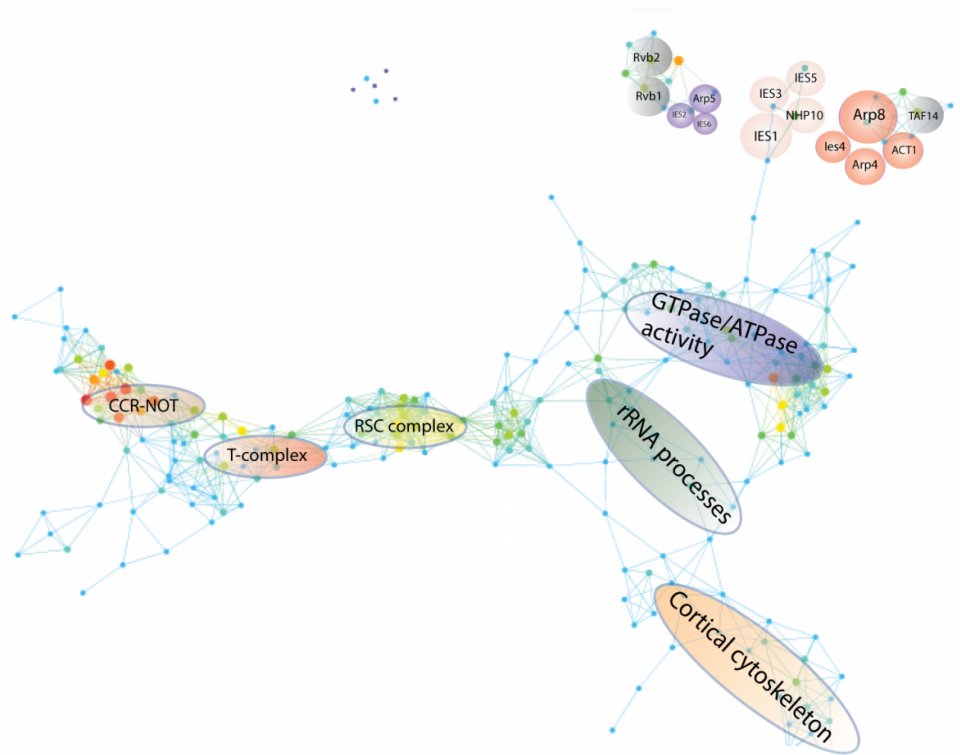 Rvb2
Rvb1
Arp5
IES2
IES6
IES5
IES3
NHP10
IES1
Arp8
TAF14
Ies4
ACT1
Arp4
GTPase/ATPase
activity
CCR-NOT
RSC complex
T-complex
rRNA processes
Cortical cytoskeleton